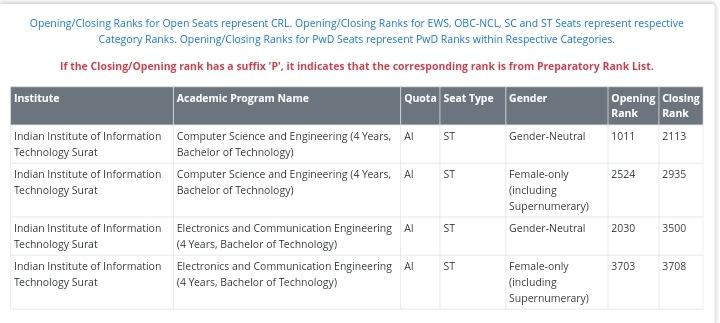 Opening/Closing Ranks for Open Seats represent CRL. Opening/Closing Ranks for EWS, OBC-NCL, SC and ST Seats represent respective
Category Ranks. Opening/Closing Ranks for PwD Seats represent PwD Ranks within Respective Categories.
If the Closing/Opening rank has a suffix 'P', it indicates that the corresponding rank is from Preparatory Rank List.
Institute Academic Program Name Quota Seat Type Gender Opening Closing
Rank Rank
Indian Institute of Information Computer Science and Engineering (4 Years, AI ST Gender-Neutral 1011 2113
Technology Surat Bachelor of Technology)
Indian Institute of Information Computer Science and Engineering (4 Years, AI ST Female-only 2524 2935
Technology Surat Bachelor of Technology) (including
Supernumerary)
Indian Institute of Information Electronics and Communication Engineering AI ST Gender-Neutral 2030 3500
Technology Surat (4 Years, Bachelor of Technology)
Indian Institute of Information Electronics and Communication Engineering AI ST Female-only 3703 3708
Technology Surat (4 Years, Bachelor of Technology) (including
Supernumerary)